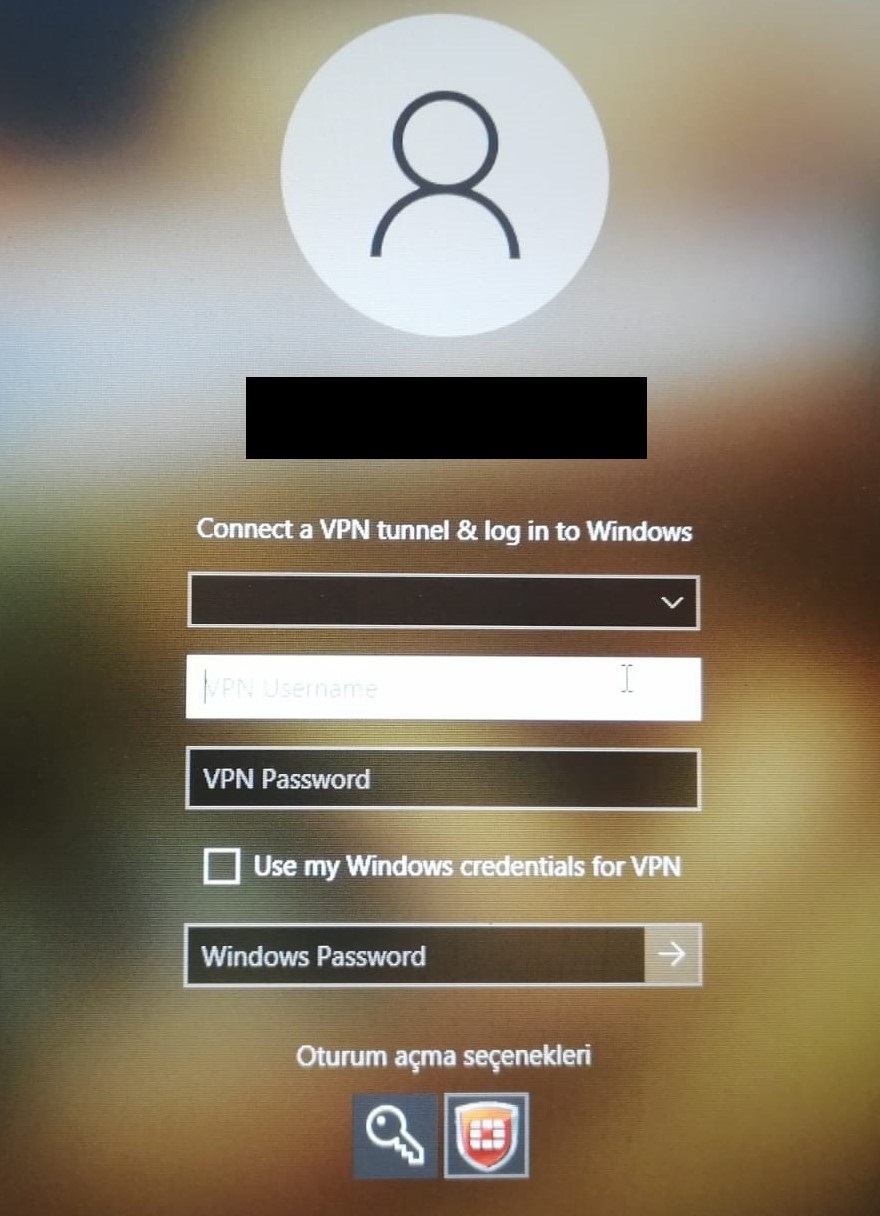 Connect a VPN tunnel & log in to Windows
VPN Username
VPN Password
Use my Windows credentials for VPN
Windows Password
Oturum açma seçenekleri